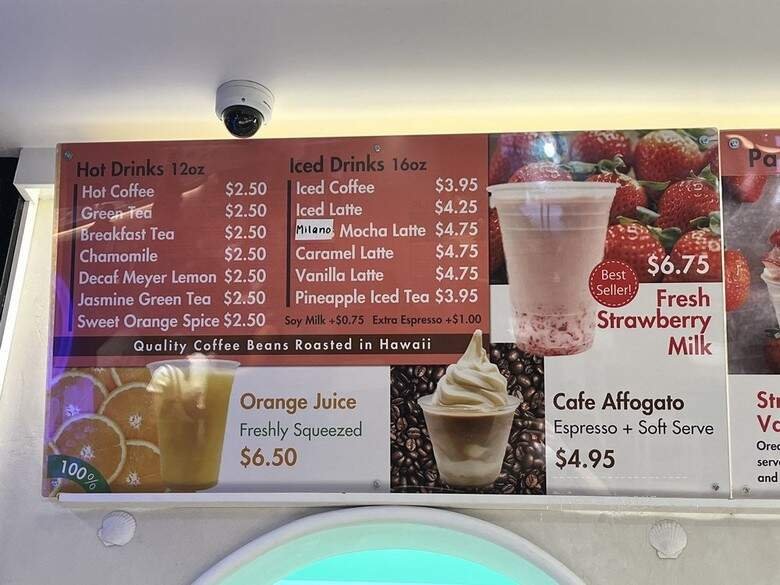 Hot Drinks 12oz
Hot Coffee $2.50
Green Tea $2.50
Breakfast Tea $2.50
Chamomile $2.50
Decaf Meyer Lemon $2.50
Jasmine Green Tea $2.50
Sweet Orange Spice $2.50
Iced Drinks 16oz
Iced Coffee $3.95
Iced Latte $4.25
Milano Mocha Latte $4.75
Caramel Latte $4.75
Vanilla Latte $4.75
Pineapple Iced Tea $3.95
Soy Milk +$0.75 Extra Espresso +$1.00
Quality Coffee Beans Roasted in Hawaii
Best
Seller!
$6.75
Fresh
Strawberry
Milk
100%
Orange Juice
Freshly Squeezed
$6.50
Cafe Affogato
Espresso + Soft Serve
$4.95
and